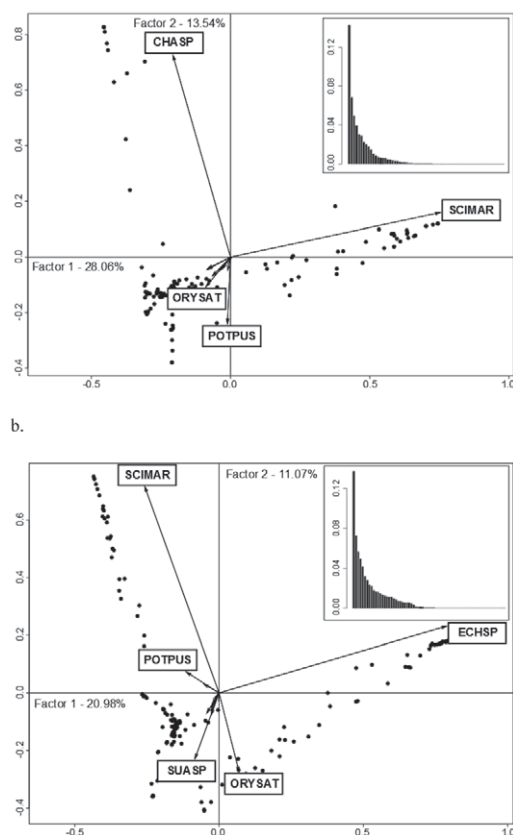 0.8
Factor 2 - 13.54%
CHASP
0.12
0.6
0.08
0.4
0.04
0.00
0.2
SCIMAR
0.0
Factor 1 - 28.06%
ORYSAT
-0.2
POTPUS
-0.4
-0.5 0.0 0.5 1.0
b.
SCIMAR
Factor 2 - 11.07%
0.12
0.6
0.08
0.4
0.04
0.00
ECHSP
0.2
POTPUS
0.0
Factor 1 - 20.98%
-0.2
SUASP
ORYSAT
-0.4
-0.5 0.0 0.5 1.0